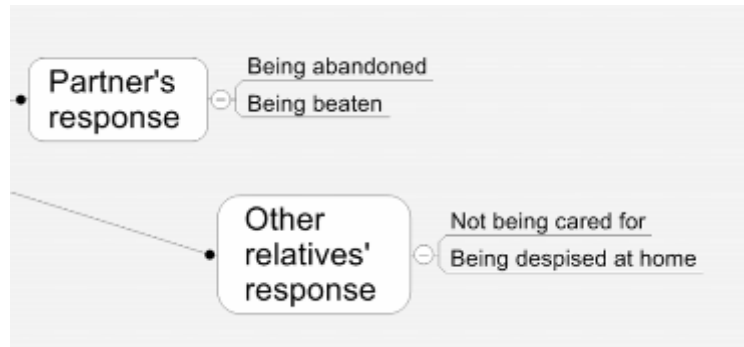 Partner's
response
Being abandoned
Being beaten
Other
relatives'
response
Not being cared for
Being despised at home